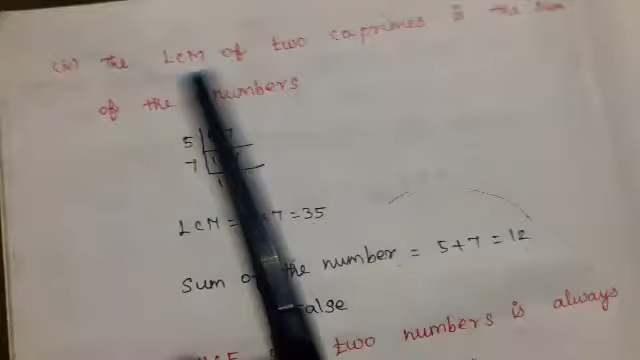 The LCM of two coprimes is the sum
of the numbers
5
7
LCM = 7 = 35
Sum of the number = 5+7 = 12
False
two numbers is always